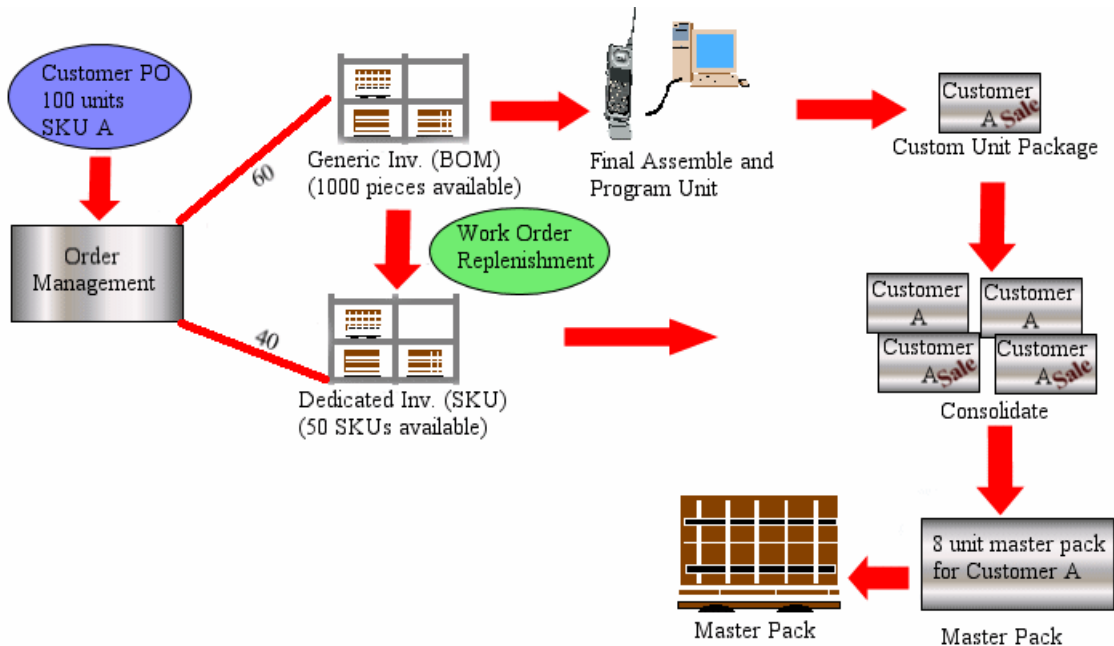 Customer PO
100 units
SKU A
Order
Management
60
40
Generic Inv. (BOM)
(1000 pieces available)
Work Order
Replenishment
Dedicated Inv. (SKU)
(50 SKUs available)
Final Assemble and
Program Unit
Customer
A Sale
Custom Unit Package
Customer
A
Customer
A
Customer
A Sale
Customer
A Sale
Consolidate
8 unit master pack
for Customer A
Master Pack
Master Pack